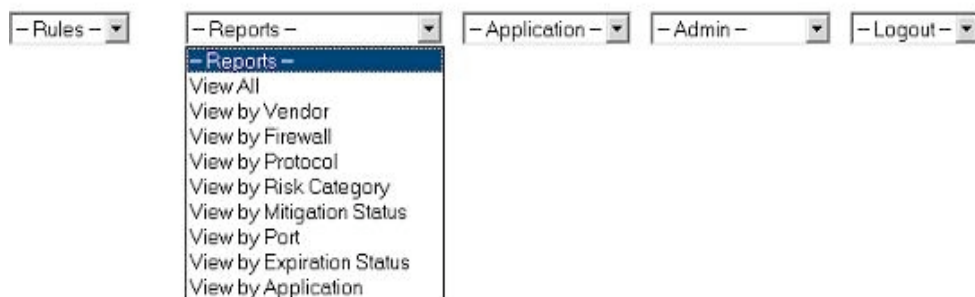 – Rules – – Reports – – Application – – Admin – – Logout –
– Reports –
View All
View by Vendor
View by Firewall
View by Protocol
View by Risk Category
View by Mitigation Status
View by Port
View by Expiration Status
View by Application